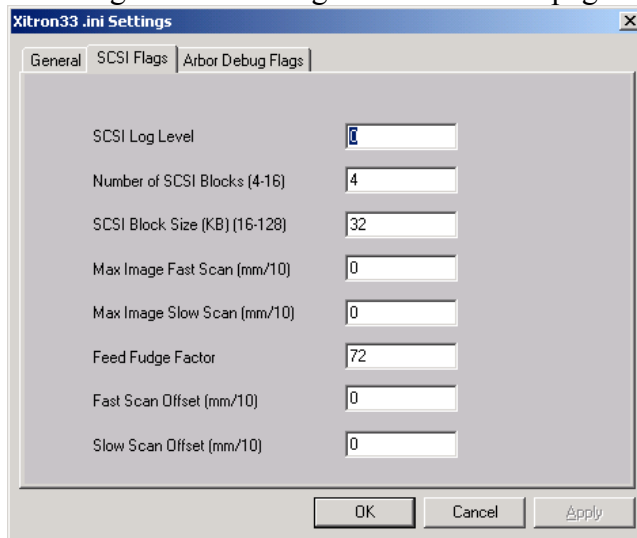 Xitron33 .ini Settings
General SCSI Flags Arbor Debug Flags
SCSI Log Level 0
Number of SCSI Blocks (4-16) 4
SCSI Block Size (KB) (16-128) 32
Max Image Fast Scan (mm/10) 0
Max Image Slow Scan (mm/10) 0
Feed Fudge Factor 72
Fast Scan Offset (mm/10) 0
Slow Scan Offset (mm/10) 0
OK Cancel Apply